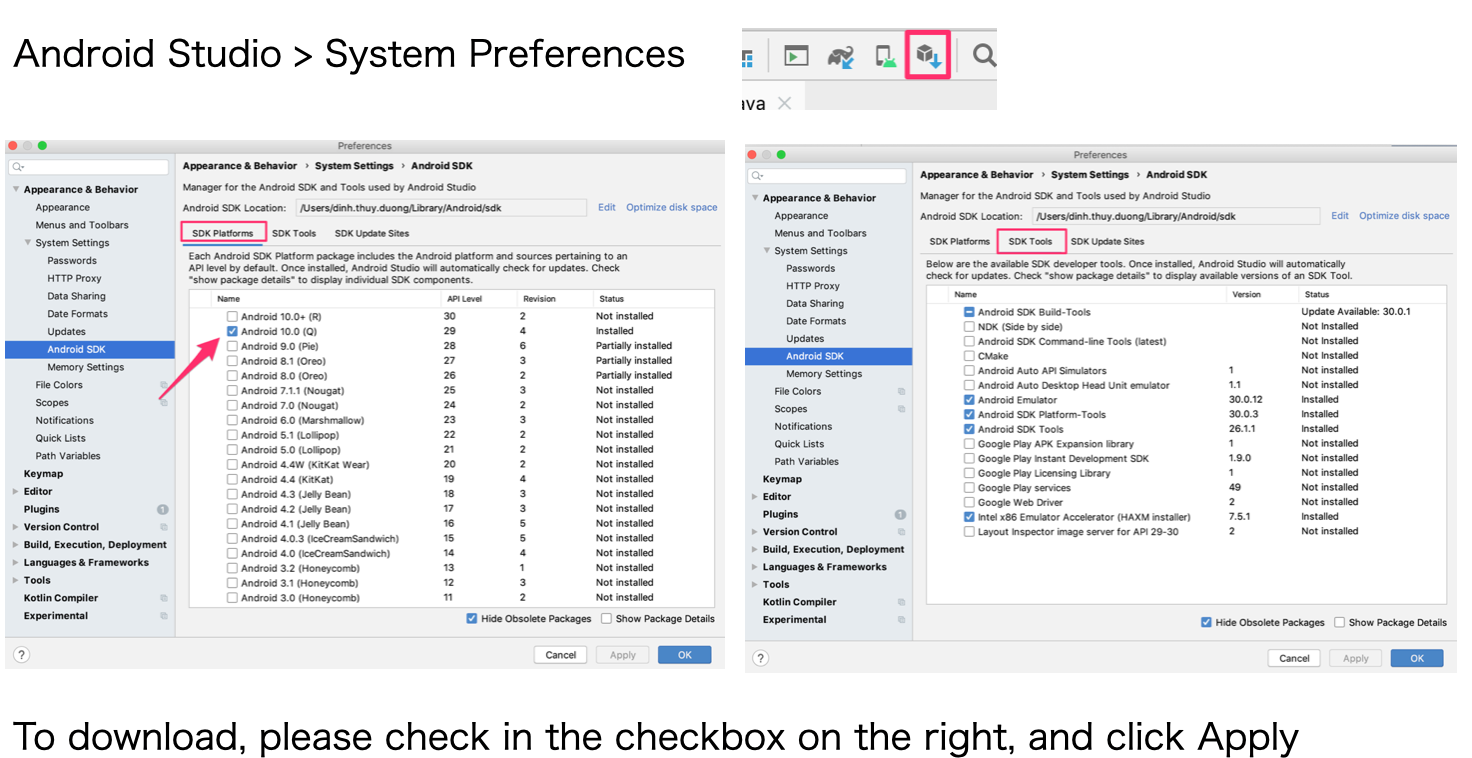 Android Studio > System Preferences
ava
Preferences
Appearance & Behavior
Appearance
Menus and Toolbars
System Settings
Passwords
HTTP Proxy
Data Sharing
Date Formats
Updates
Android SDK
Memory Settings
File Colors
Scopes
Notifications
Quick Lists
Path Variables
Keymap
Editor
Plugins 1
Version Control
Build, Execution, Deployment
Languages & Frameworks
Tools
Kotlin Compiler
Experimental
Appearance & Behavior › System Settings › Android SDK
Manager for the Android SDK and Tools used by Android Studio
Android SDK Location: /Users/dinh.thuy.duong/Library/Android/sdk Edit Optimize disk space
SDK Platforms SDK Tools SDK Update Sites
Each Android SDK Platform package includes the Android platform and sources pertaining to an
API level by default. Once installed, Android Studio will automatically check for updates. Check
"show package details" to display individual SDK components.
Name API Level Revision Status
Android 10.0+ (R) 30 2 Not installed
Android 10.0 (Q) 29 4 Installed
Android 9.0 (Pie) 28 6 Partially installed
Android 8.1 (Oreo) 27 3 Partially installed
Android 8.0 (Oreo) 26 2 Partially installed
Android 7.1.1 (Nougat) 25 3 Not installed
Android 7.0 (Nougat) 24 2 Not installed
Android 6.0 (Marshmallow) 23 3 Not installed
Android 5.1 (Lollipop) 22 2 Not installed
Android 5.0 (Lollipop) 21 2 Not installed
Android 4.4W (KitKat Wear) 20 2 Not installed
Android 4.4 (KitKat) 19 4 Not installed
Android 4.3 (Jelly Bean) 18 3 Not installed
Android 4.2 (Jelly Bean) 17 3 Not installed
Android 4.1 (Jelly Bean) 16 5 Not installed
Android 4.0.3 (IceCreamSandwich) 15 5 Not installed
Android 4.0 (IceCreamSandwich) 14 4 Not installed
Android 3.2 (Honeycomb) 13 1 Not installed
Android 3.1 (Honeycomb) 12 3 Not installed
Android 3.0 (Honeycomb) 11 2 Not installed
Hide Obsolete Packages Show Package Details
? Cancel Apply OK
Preferences
Appearance & Behavior
Appearance
Menus and Toolbars
System Settings
Passwords
HTTP Proxy
Data Sharing
Date Formats
Updates
Android SDK
Memory Settings
File Colors
Scopes
Notifications
Quick Lists
Path Variables
Keymap
Editor
Plugins 1
Version Control
Build, Execution, Deployment
Languages & Frameworks
Tools
Kotlin Compiler
Experimental
Appearance & Behavior › System Settings › Android SDK
Manager for the Android SDK and Tools used by Android Studio
Android SDK Location: /Users/dinh.thuy.duong/Library/Android/sdk Edit Optimize disk space
SDK Platforms SDK Tools SDK Update Sites
Below are the available SDK developer tools. Once installed, Android Studio will automatically
check for updates. Check "show package details" to display available versions of an SDK Tool.
Name Version Status
Android SDK Build-Tools Update Available: 30.0.1
NDK (Side by side) Not Installed
Android SDK Command-line Tools (latest) Not Installed
CMake Not Installed
Android Auto API Simulators 1 Not installed
Android Auto Desktop Head Unit emulator 1.1 Not installed
Android Emulator 30.0.12 Installed
Android SDK Platform-Tools 30.0.3 Installed
Android SDK Tools 26.1.1 Installed
Google Play APK Expansion library 1 Not installed
Google Play Instant Development SDK 1.9.0 Not installed
Google Play Licensing Library 1 Not installed
Google Play services 49 Not installed
Google Web Driver 2 Not installed
Intel x86 Emulator Accelerator (HAXM installer) 7.5.1 Installed
Layout Inspector image server for API 29-30 2 Not installed
Hide Obsolete Packages Show Package Details
? Cancel Apply OK
To download, please check in the checkbox on the right, and click Apply